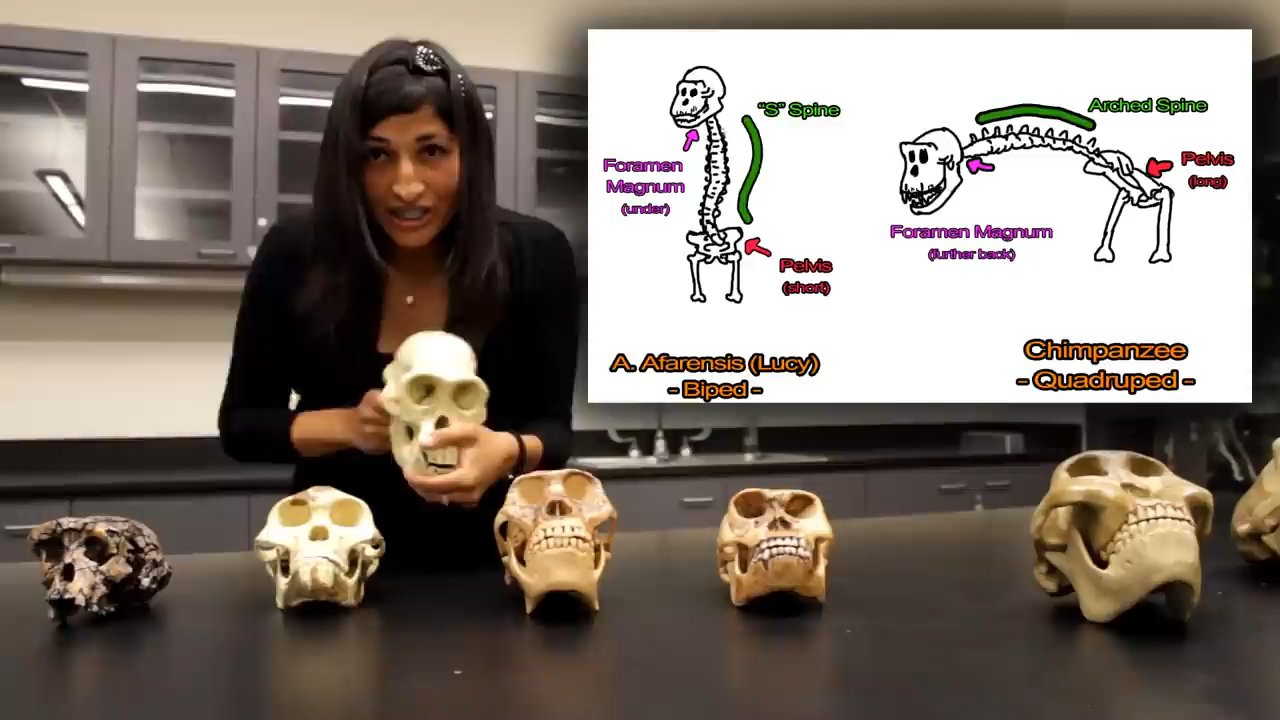 "S" Spine
Foramen
Magnum
(under)
Pelvis
(short)
A. Afarensis (Lucy)
- Biped -
Arched Spine
Pelvis
(long)
Foramen Magnum
(further back)
Chimpanzee
- Quadruped -